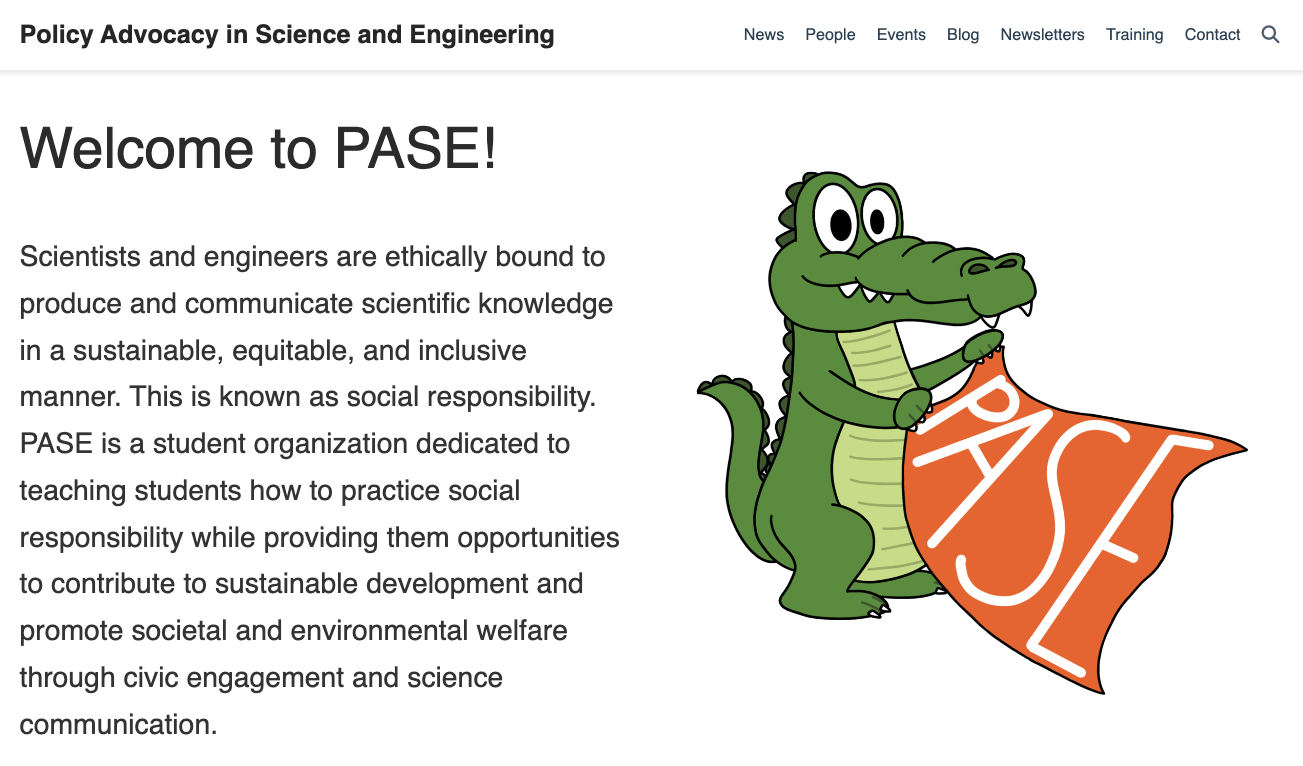 Policy Advocacy in Science and Engineering
News People Events Blog Newsletters Training Contact
Welcome to PASE!
Scientists and engineers are ethically bound to
produce and communicate scientific knowledge
in a sustainable, equitable, and inclusive
manner. This is known as social responsibility.
PASE is a student organization dedicated to
teaching students how to practice social
responsibility while providing them opportunities
to contribute to sustainable development and
promote societal and environmental welfare
through civic engagement and science
communication.
PASE